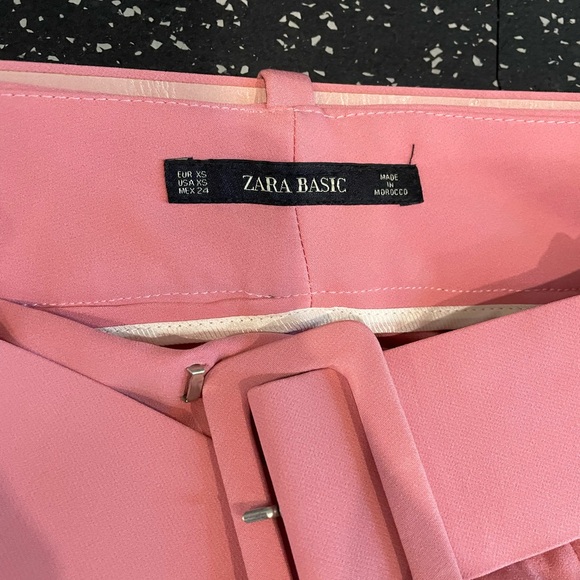 EUR XS
USA XS
MEX 24
ZARA BASIC
MADE
IN
MOROCCO